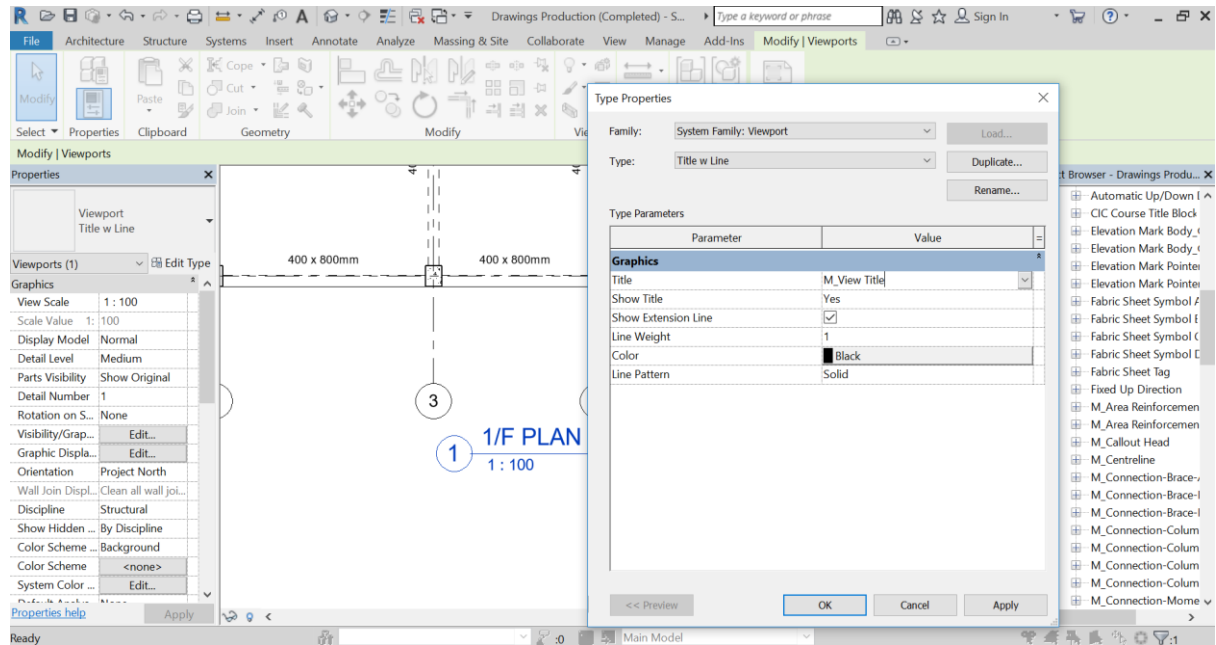 Drawings Production (Completed) - S...
Type a keyword or phrase
Sign In
File Architecture Structure Systems Insert Annotate Analyze Massing & Site Collaborate View Manage Add-Ins Modify | Viewports
Modify
Paste
Cope
Cut
Join
Select Properties Clipboard Geometry Modify
Modify | Viewports
Properties
Viewport
Title w Line
Viewports (1) Edit Type
Graphics
View Scale 1 : 100
Scale Value 1: 100
Display Model Normal
Detail Level Medium
Parts Visibility Show Original
Detail Number 1
Rotation on S... None
Visibility/Grap... Edit...
Graphic Displa... Edit...
Orientation Project North
Wall Join Displ... Clean all wall joi...
Discipline Structural
Show Hidden ... By Discipline
Color Scheme ... Background
Color Scheme <none>
System Color ... Edit...
Properties help Apply
Ready
400 x 800mm 400 x 800mm
3
1 1/F PLAN
1 : 100
:0 Main Model :1
Type Properties
Family: System Family: Viewport Load...
Type: Title w Line Duplicate...
Rename...
Type Parameters
Parameter Value =
Graphics
Title M_View Title
Show Title Yes
Show Extension Line
Line Weight 1
Color Black
Line Pattern Solid
<< Preview OK Cancel Apply
t Browser - Drawings Produ...
Automatic Up/Down
CIC Course Title Block
Elevation Mark Body_
Elevation Mark Body_
Elevation Mark Pointer
Elevation Mark Pointer
Fabric Sheet Symbol
Fabric Sheet Symbol
Fabric Sheet Symbol
Fabric Sheet Symbol
Fabric Sheet Tag
Fixed Up Direction
M_Area Reinforcemen
M_Area Reinforcemen
M_Callout Head
M_Centreline
M_Connection-Brace-
M_Connection-Brace-
M_Connection-Brace-
M_Connection-Colum
M_Connection-Colum
M_Connection-Colum
M_Connection-Colum
M_Connection-Mome